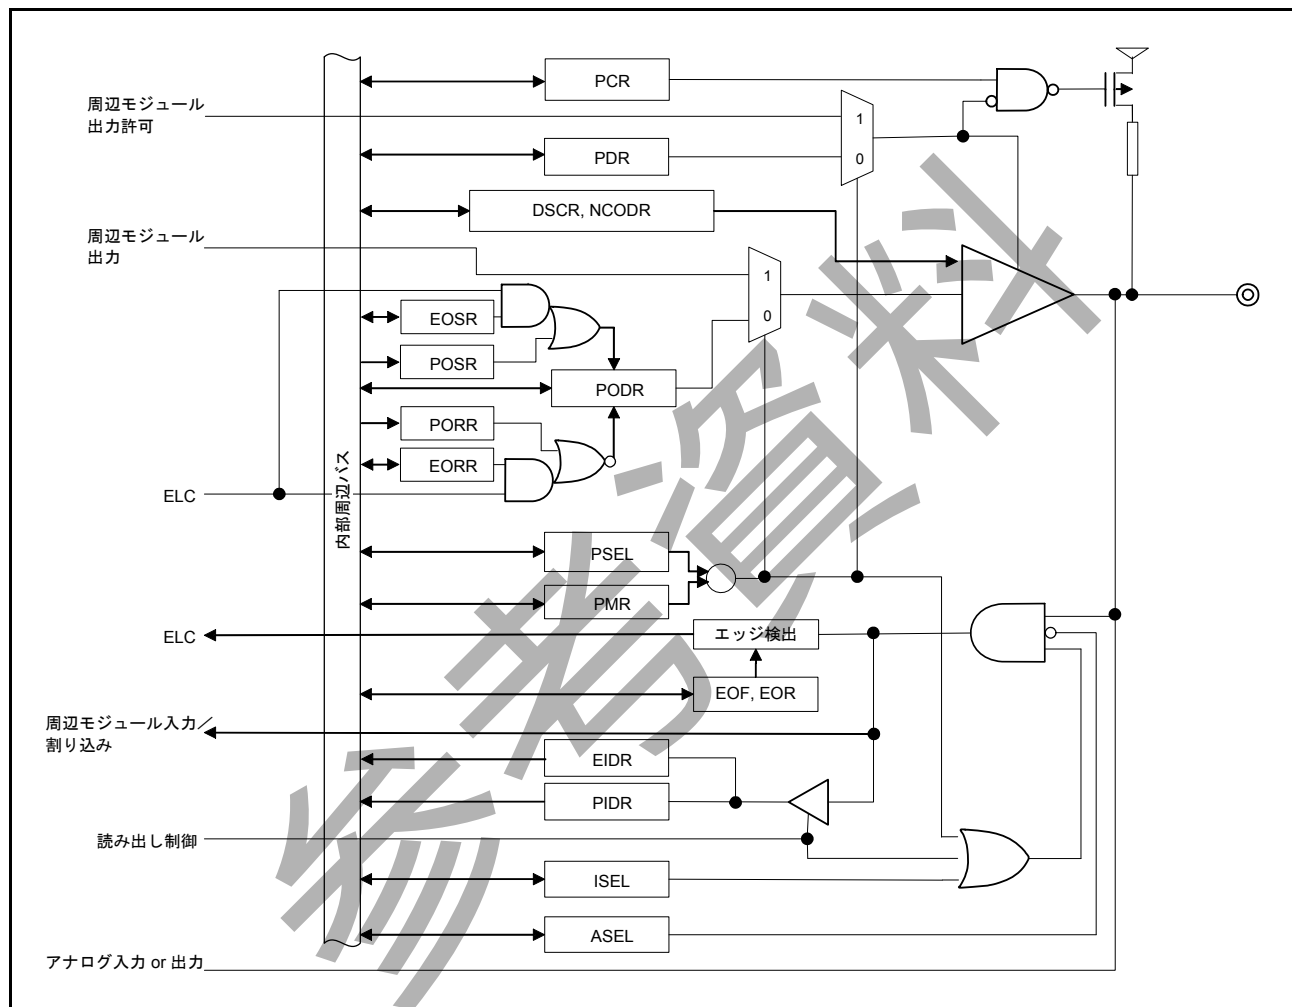 PCR
周辺モジュール
出力許可
1
PDR
0
DSCR, NCODR
周辺モジュール
出力
1
EOSR
0
POSR
PODR
PORR
EORR
ELC
内部周辺バス
PSEL
PMR
ELC
エッジ検出
EOF, EOR
周辺モジュール入力／
割り込み
EIDR
PIDR
読み出し制御
ISEL
ASEL
アナログ入力 or 出力
参考資料